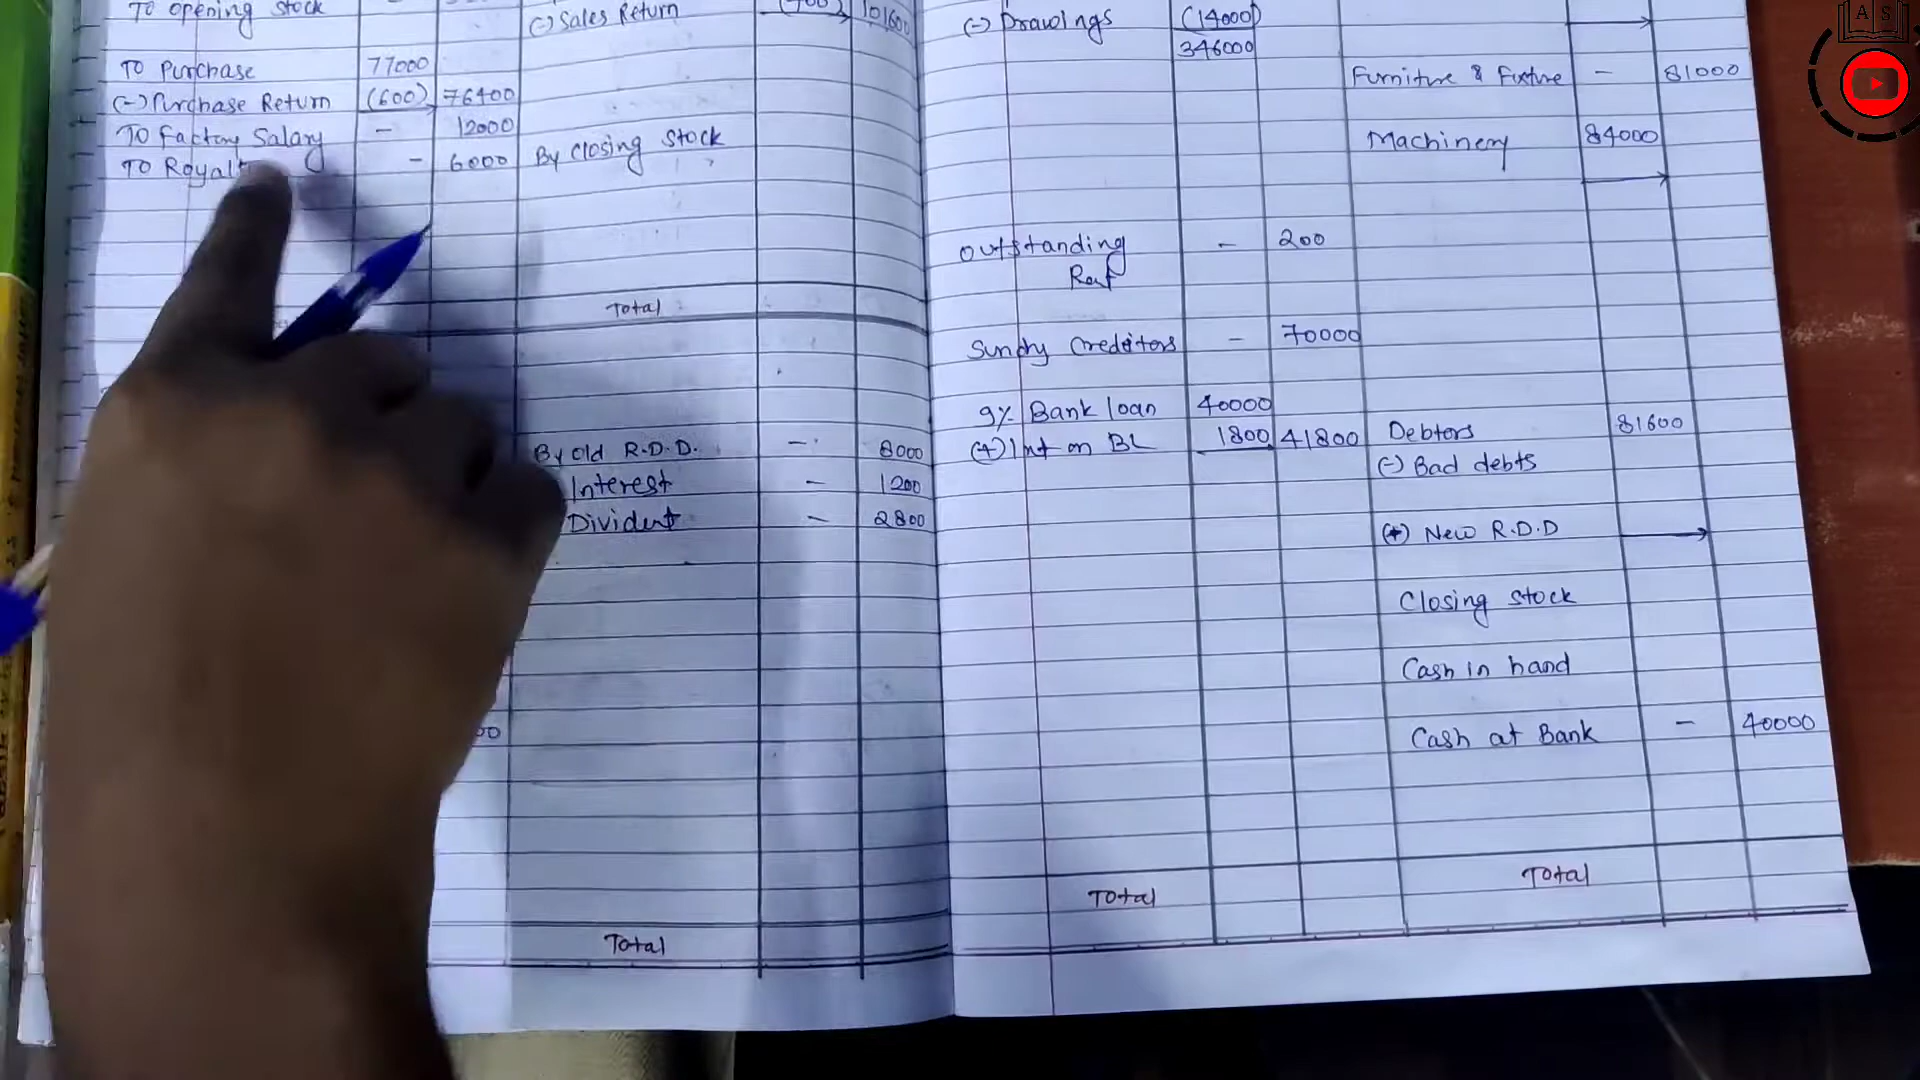 To opening stock
(-) Sales Return (700) 101600
To Purchase 77000
(-) Purchase Return (600) 76400
To Factory Salary - 12000
To Royalt - 6000 By Closing Stock
Total
By Old R.D.D. - 8000
Interest - 1200
Divident - 2800
00
Total
(-) Drawings (14000)
346000
Furniture & Fixture - 81000
Machinery 84000
Outstanding - 200
Rent
Sundry Creditors - 70000
9% Bank loan 40000
(+) Int on BL 1800 41800
Debtors 81600
(-) Bad debts
(+) New R.D.D
Closing stock
Cash in hand
Cash at Bank - 40000
Total Total
A S